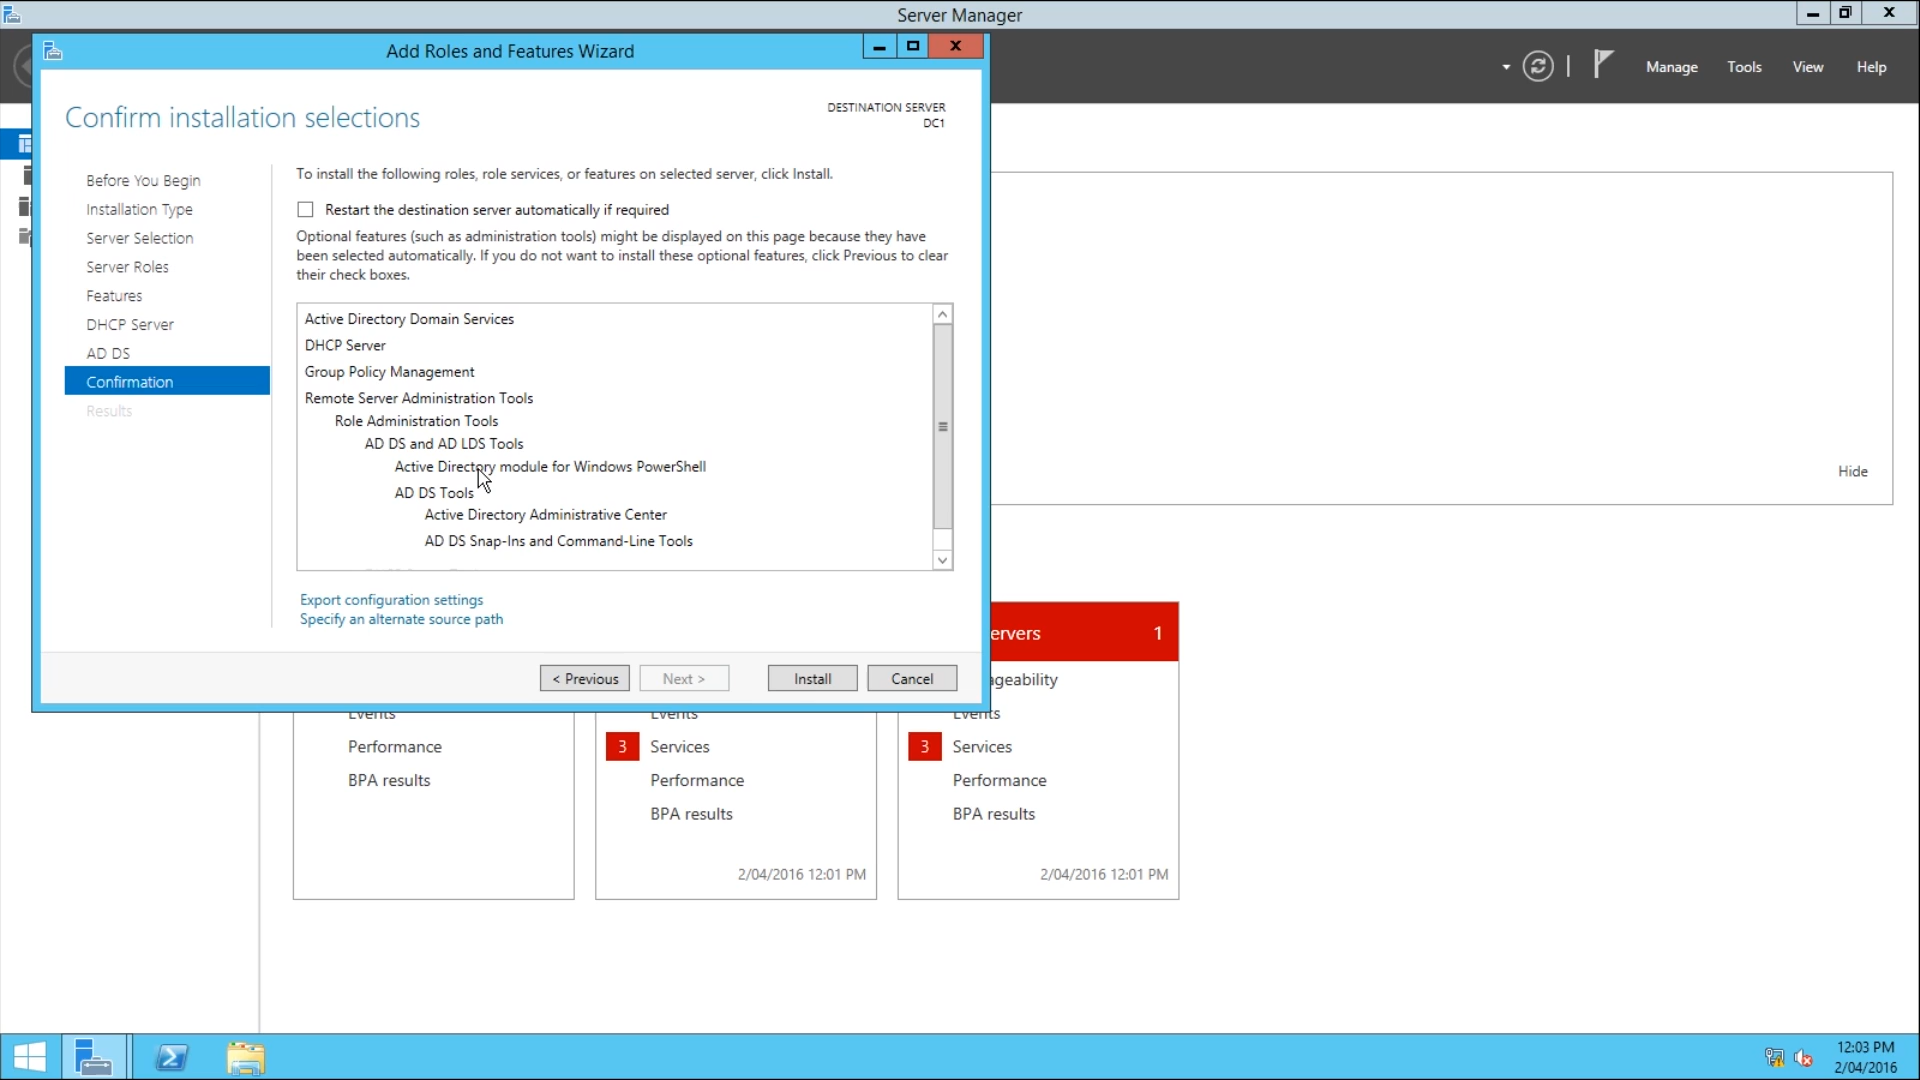 Server Manager
Add Roles and Features Wizard
Manage Tools View Help
Confirm installation selections
DESTINATION SERVER
DC1
Before You Begin
Installation Type
Server Selection
Server Roles
Features
DHCP Server
AD DS
Confirmation
Results
To install the following roles, role services, or features on selected server, click Install.
Restart the destination server automatically if required
Optional features (such as administration tools) might be displayed on this page because they have
been selected automatically. If you do not want to install these optional features, click Previous to clear
their check boxes.
Active Directory Domain Services
DHCP Server
Group Policy Management
Remote Server Administration Tools
Role Administration Tools
AD DS and AD LDS Tools
Active Directory module for Windows PowerShell
AD DS Tools
Active Directory Administrative Center
AD DS Snap-Ins and Command-Line Tools
Export configuration settings
Specify an alternate source path
< Previous
Next >
Install
Cancel
Hide
ervers 1
ageability
Events
Performance
BPA results
Events
3 Services
Performance
BPA results
2/04/2016 12:01 PM
Events
3 Services
Performance
BPA results
2/04/2016 12:01 PM
12:03 PM
2/04/2016